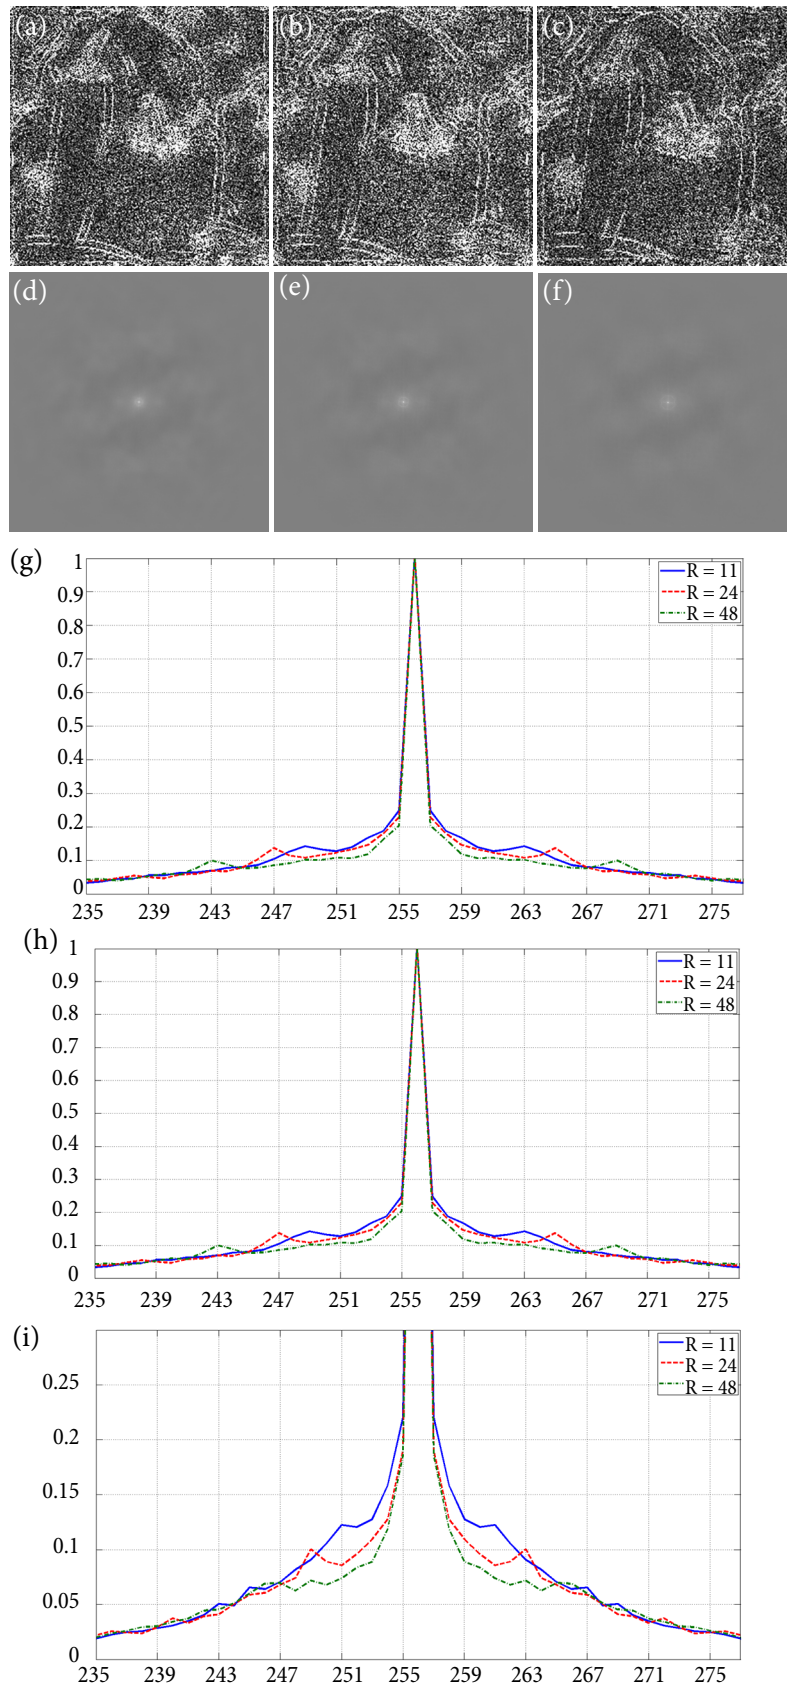 (a) (b) (c)
(d) (e) (f)
(g)
1
0.9
0.8
0.7
0.6
0.5
0.4
0.3
0.2
0.1
0
235 239 243 247 251 255 259 263 267 271 275
R = 11
R = 24
R = 48
(h)
1
0.9
0.8
0.7
0.6
0.5
0.4
0.3
0.2
0.1
0
235 239 243 247 251 255 259 263 267 271 275
R = 11
R = 24
R = 48
(i)
0.25
0.2
0.15
0.1
0.05
0
235 239 243 247 251 255 259 263 267 271 275
R = 11
R = 24
R = 48